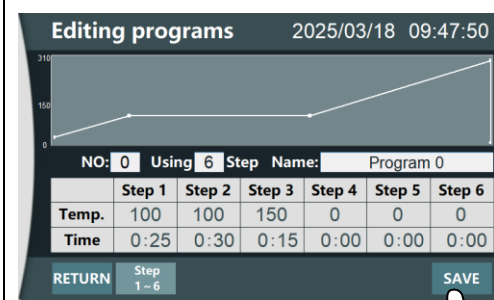 Editing programs 2025/03/18 09:47:50
310
150
0
NO: 0 Using 6 Step Name: Program 0
Step 1 Step 2 Step 3 Step 4 Step 5 Step 6
Temp. 100 100 150 0 0 0
Time 0:25 0:30 0:15 0:00 0:00 0:00
RETURN Step 1~6 SAVE